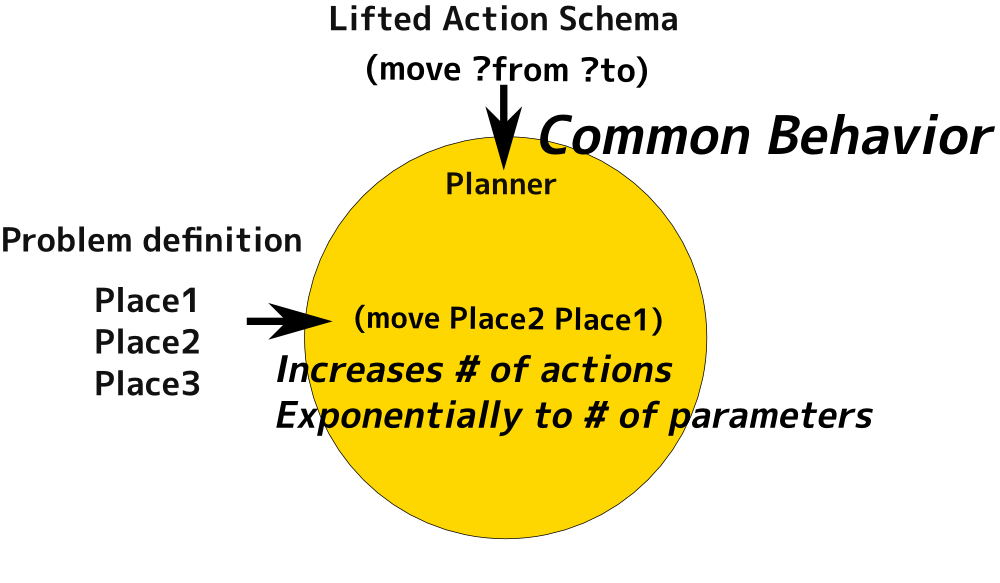 Lifted Action Schema
(move ?from ?to)
Common Behavior
Planner
Problem definition
Place1
Place2
Place3
(move Place2 Place1)
Increases # of actions
Exponentially to # of parameters